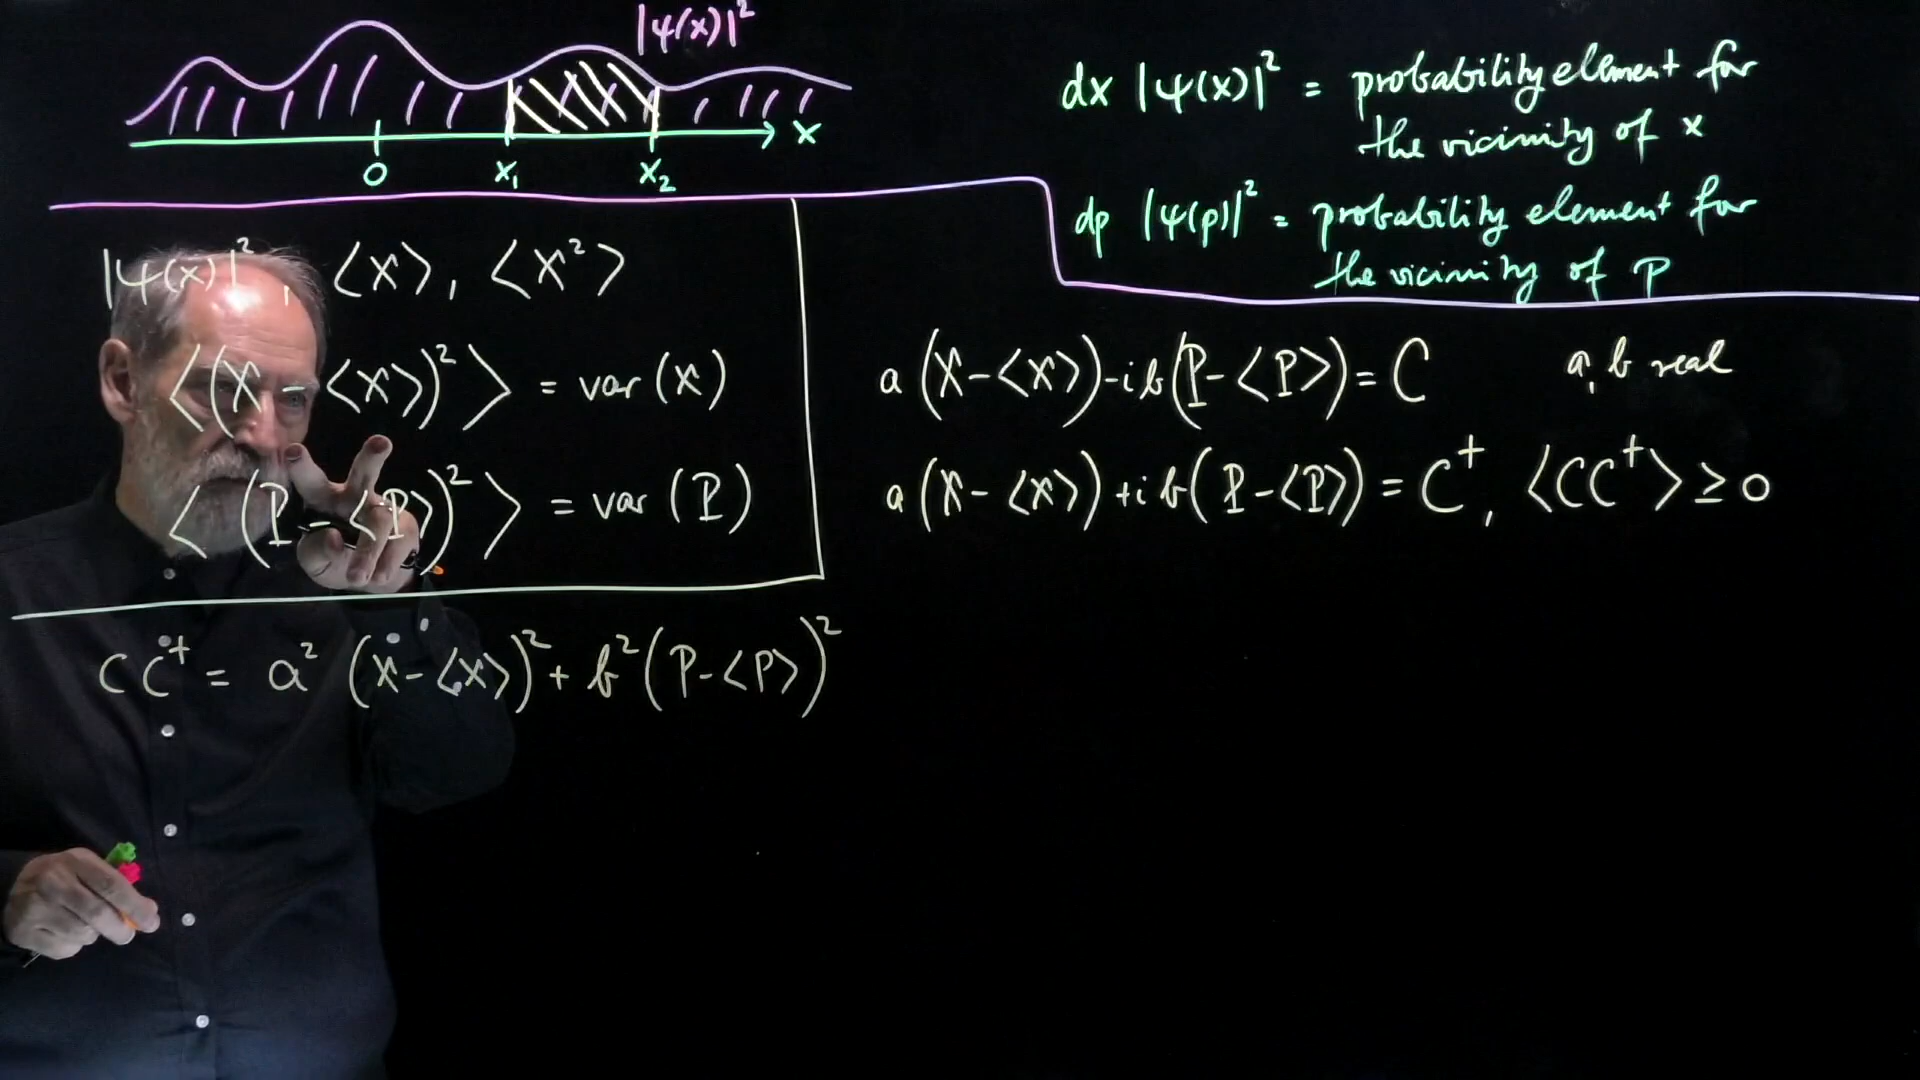 |ψ(x)|²
0 x₁ x₂ x
dx |ψ(x)|² = probability element for
the vicinity of x
dp |ψ(p)|² = probability element for
the vicinity of p
|ψ(x)|², ⟨X⟩, ⟨X²⟩
⟨(X-⟨X⟩)²⟩ = var (X)
⟨(P-⟨P⟩)²⟩ = var (P)
a (X-⟨X⟩)-ib(P-⟨P⟩) = C a, b real
a (X-⟨X⟩)+ib(P-⟨P⟩) = C†, ⟨CC†⟩ ≥ 0
CC† = a² (X-⟨X⟩)² + b² (P-⟨P⟩)²